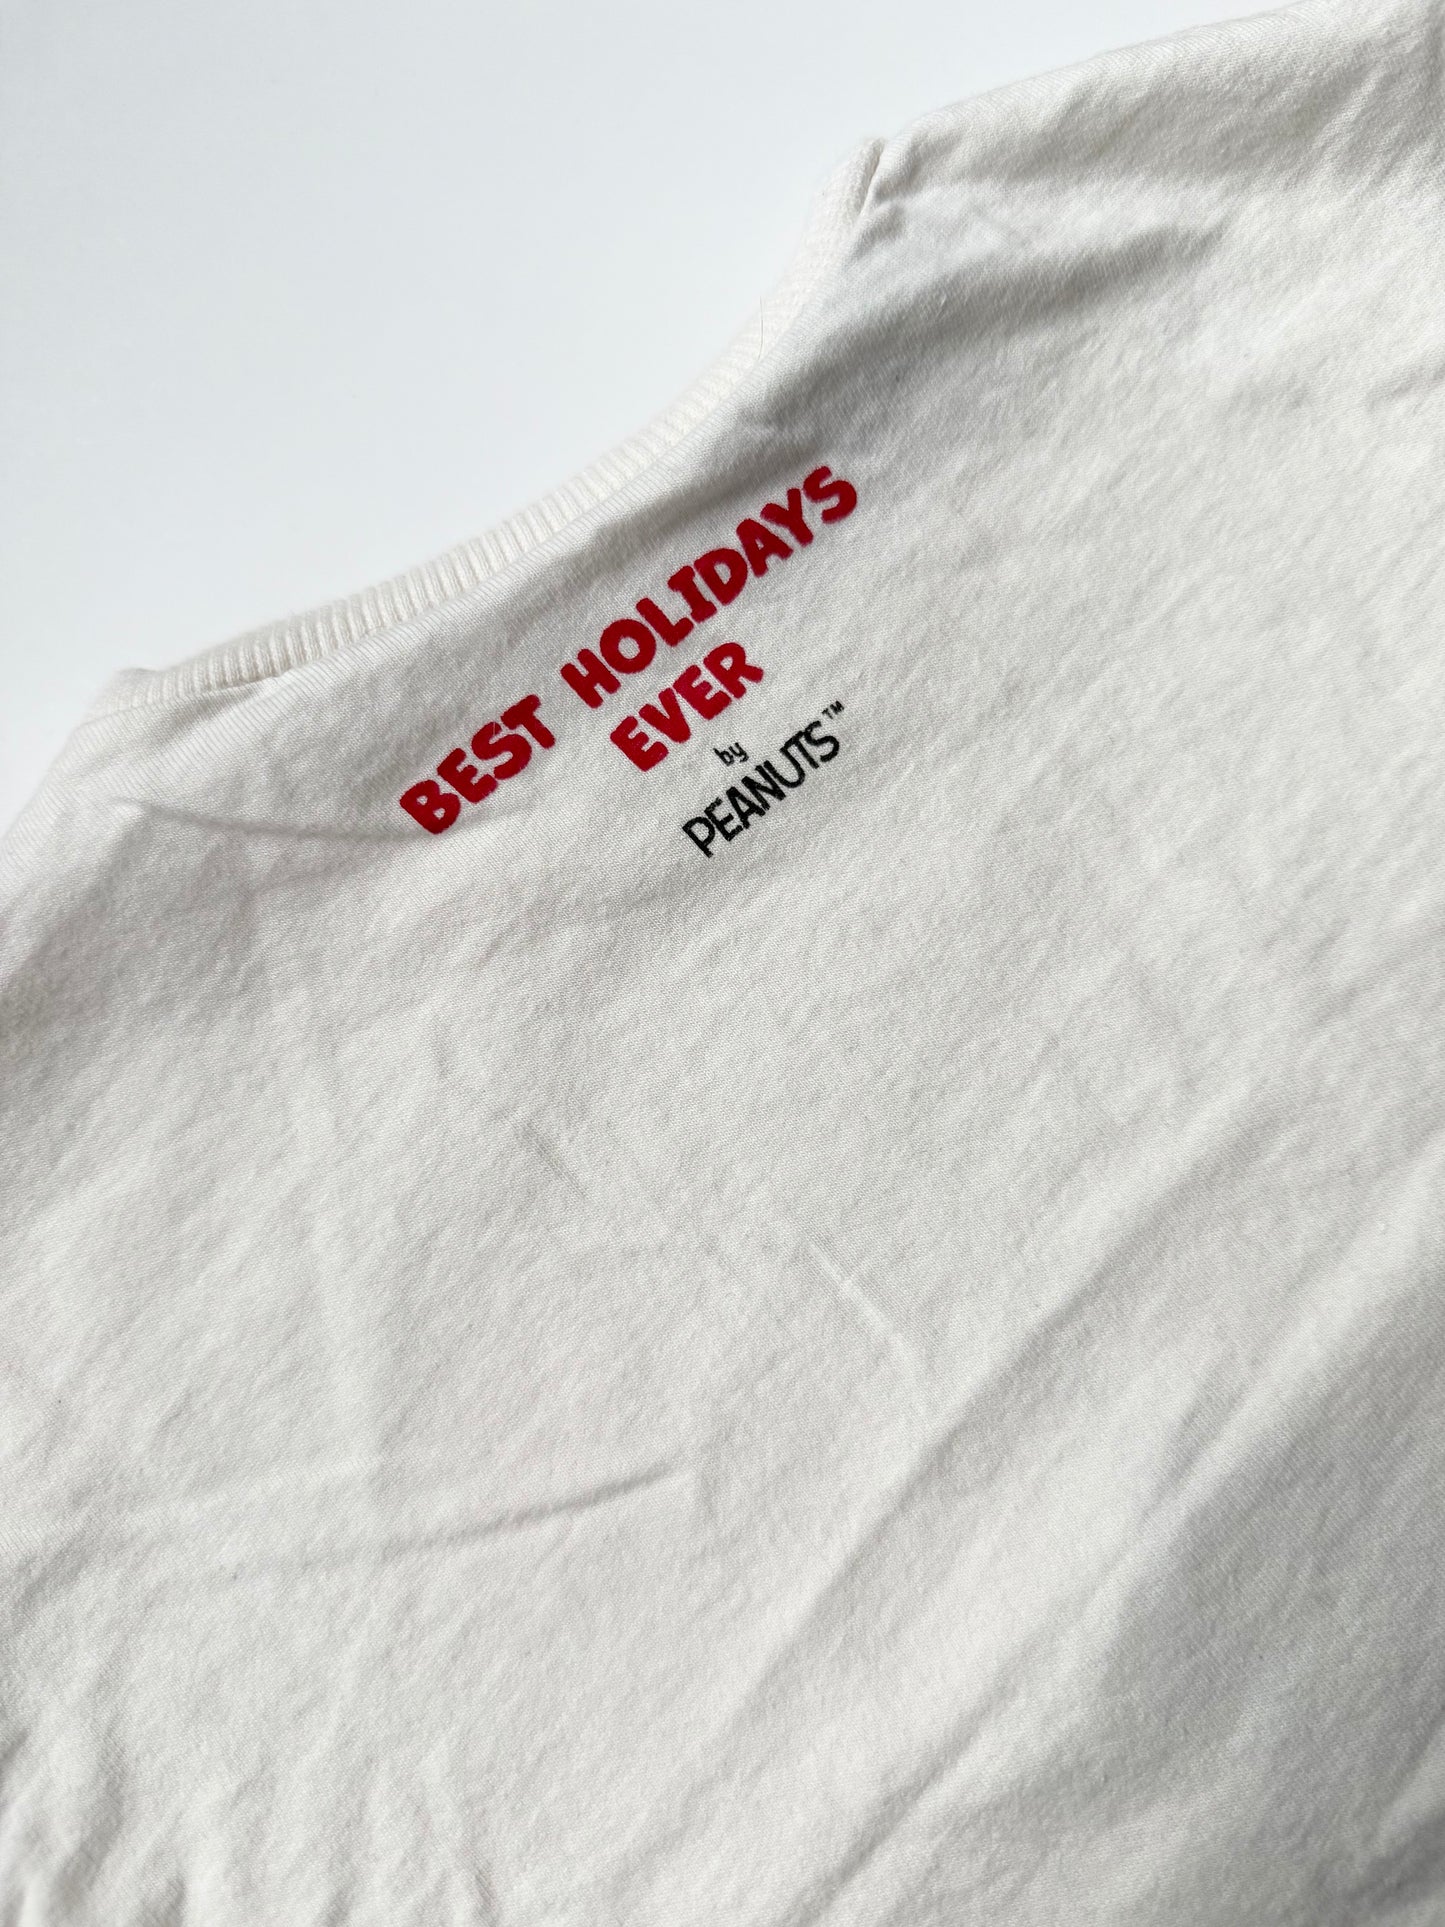 BEST HOLIDAYS
EVER
by
PEANUTS™